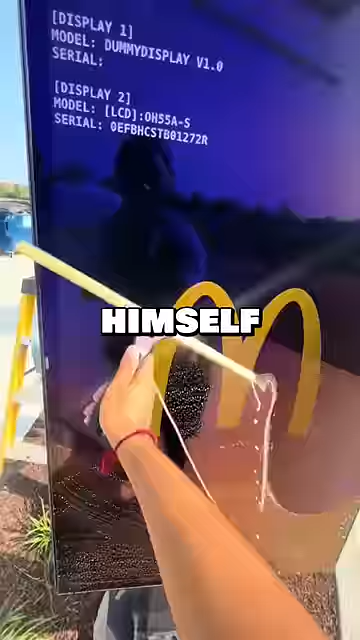 [DISPLAY 1]
MODEL: DUMMYDISPLAY V1.0
SERIAL:
[DISPLAY 2]
MODEL: [LCD]:OH55A-S
SERIAL: 0EFBHCSTB01272R
HIMSELF